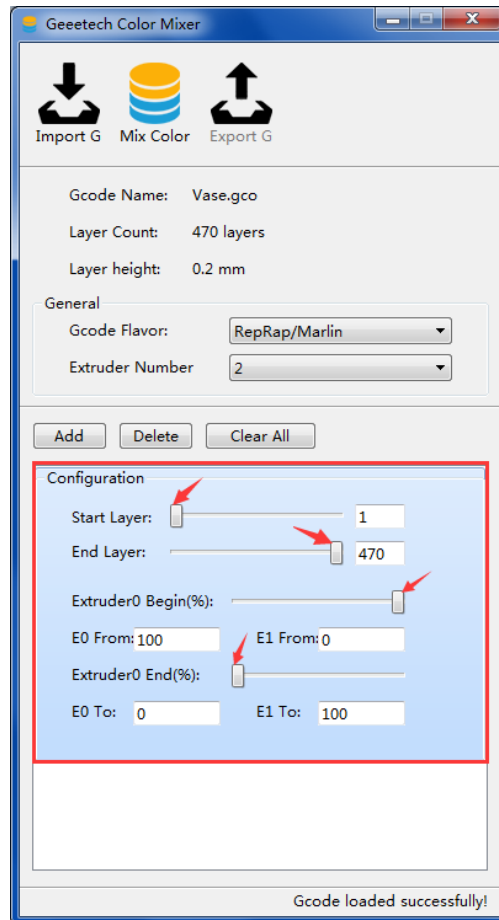 Geeetech Color Mixer
Import G Mix Color Export G
Gcode Name: Vase.gco
Layer Count: 470 layers
Layer height: 0.2 mm
General
Gcode Flavor: RepRap/Marlin
Extruder Number 2
Add Delete Clear All
Configuration
Start Layer: 1
End Layer: 470
Extruder0 Begin(%):
E0 From: 100 E1 From: 0
Extruder0 End(%):
E0 To: 0 E1 To: 100
Gcode loaded successfully!